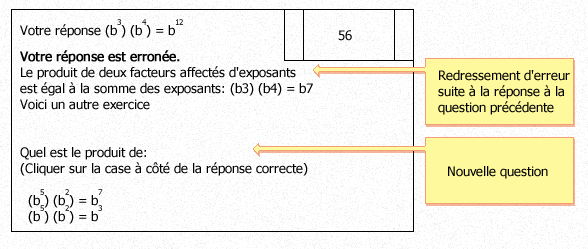 Votre réponse (b³) (b⁴) = b¹²
56
Votre réponse est erronée.
Le produit de deux facteurs affectés d'exposants
est égal à la somme des exposants: (b3) (b4) = b7
Voici un autre exercice
Redressement d'erreur
suite à la réponse à la
question précédente
Quel est le produit de:
(Cliquer sur la case à côté de la réponse correcte)
Nouvelle question
(b⁵) (b²) = b⁷
(b⁵) (b²) = b³